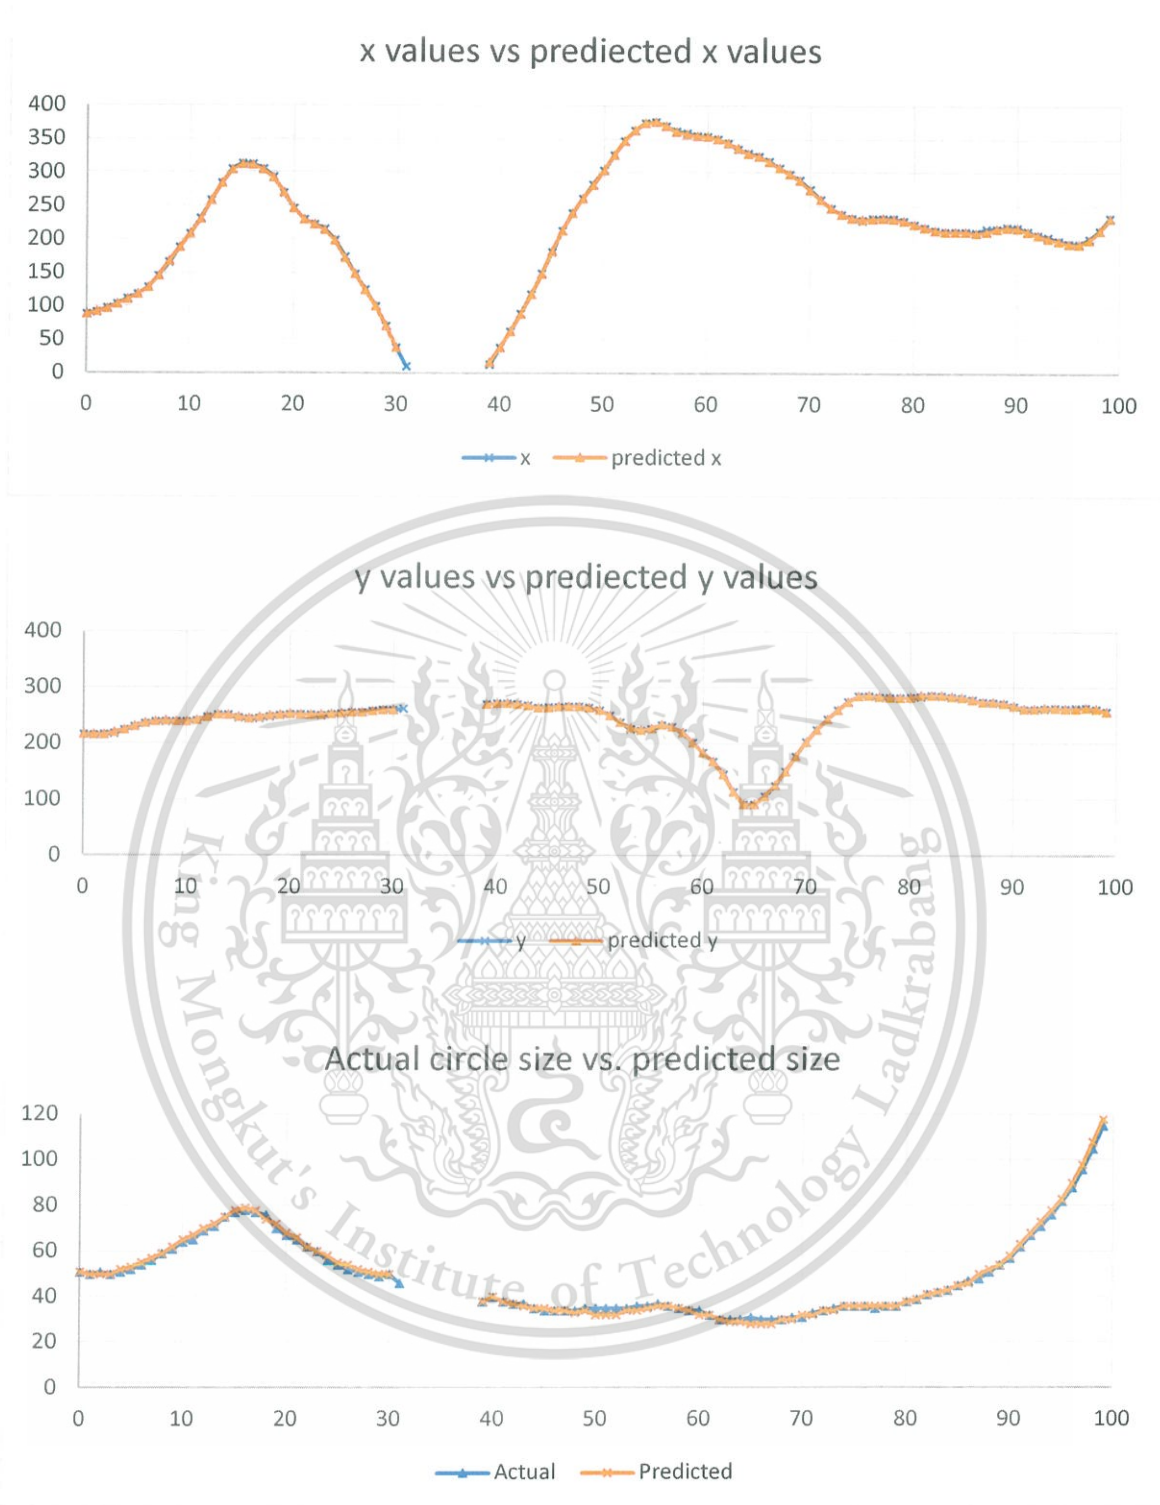 x values vs prediected x values
400
350
300
250
200
150
100
50
0
0 10 20 30 40 50 60 70 80 90 100
x predicted x
y values vs prediected y values
400
300
200
100
0
0 10 20 30 40 50 60 70 80 90 100
y predicted y
Actual circle size vs. predicted size
120
100
80
60
40
20
0
0 10 20 30 40 50 60 70 80 90 100
Actual Predicted
King Mongkut's Institute of Technology Ladkrabang